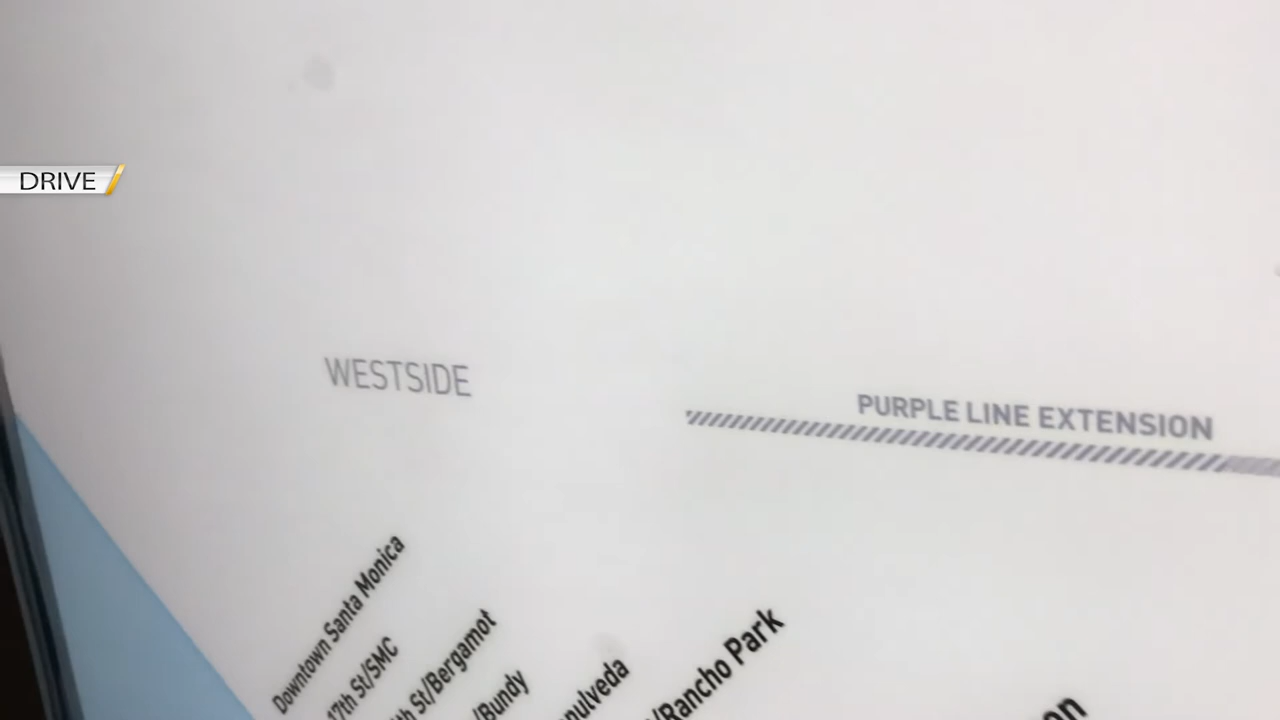 DRIVE
WESTSIDE
PURPLE LINE EXTENSION
Downtown Santa Monica
17th St/SMC
St/Bergamot
/Bundy
/Rancho Park